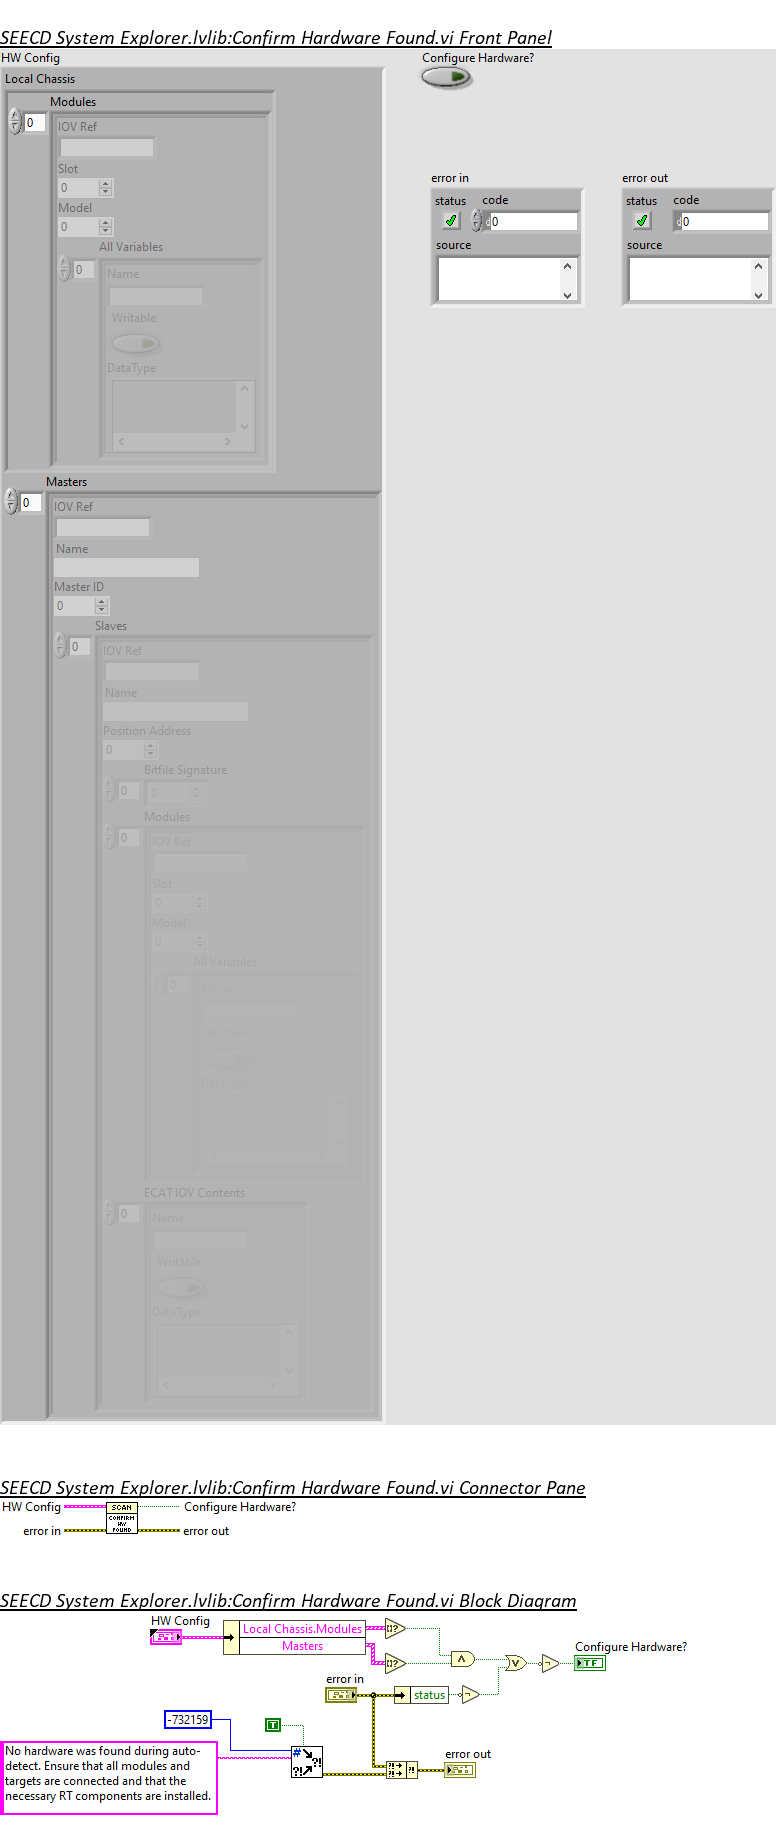 SEECD System Explorer.lvlib:Confirm Hardware Found.vi Front Panel
HW Config
Configure Hardware?
Local Chassis
Modules
0
IOV Ref
Slot
0
Model
0
All Variables
0
Name
Writable
DataType
error in
status
code
0
source
error out
status
code
0
source
Masters
0
IOV Ref
Name
Master ID
0
Slaves
0
IOV Ref
Name
Position Address
0
Bitfile Signature
0
0
Modules
0
IOV Ref
Slot
0
Model
0
All Variables
0
Name
Writable
DataType
ECAT IOV Contents
0
Name
Writable
DataType
SEECD System Explorer.lvlib:Confirm Hardware Found.vi Connector Pane
HW Config
SCAN
CONFIRM
HW
FOUND
Configure Hardware?
error in
error out
SEECD System Explorer.lvlib:Confirm Hardware Found.vi Block Diagram
HW Config
Local Chassis.Modules
Masters
[]?
[]?
Configure Hardware?
TF
error in
status
-732159
T
No hardware was found during auto-
detect. Ensure that all modules and
targets are connected and that the
necessary RT components are installed.
#
?!
?!
?!
?!
?!
error out